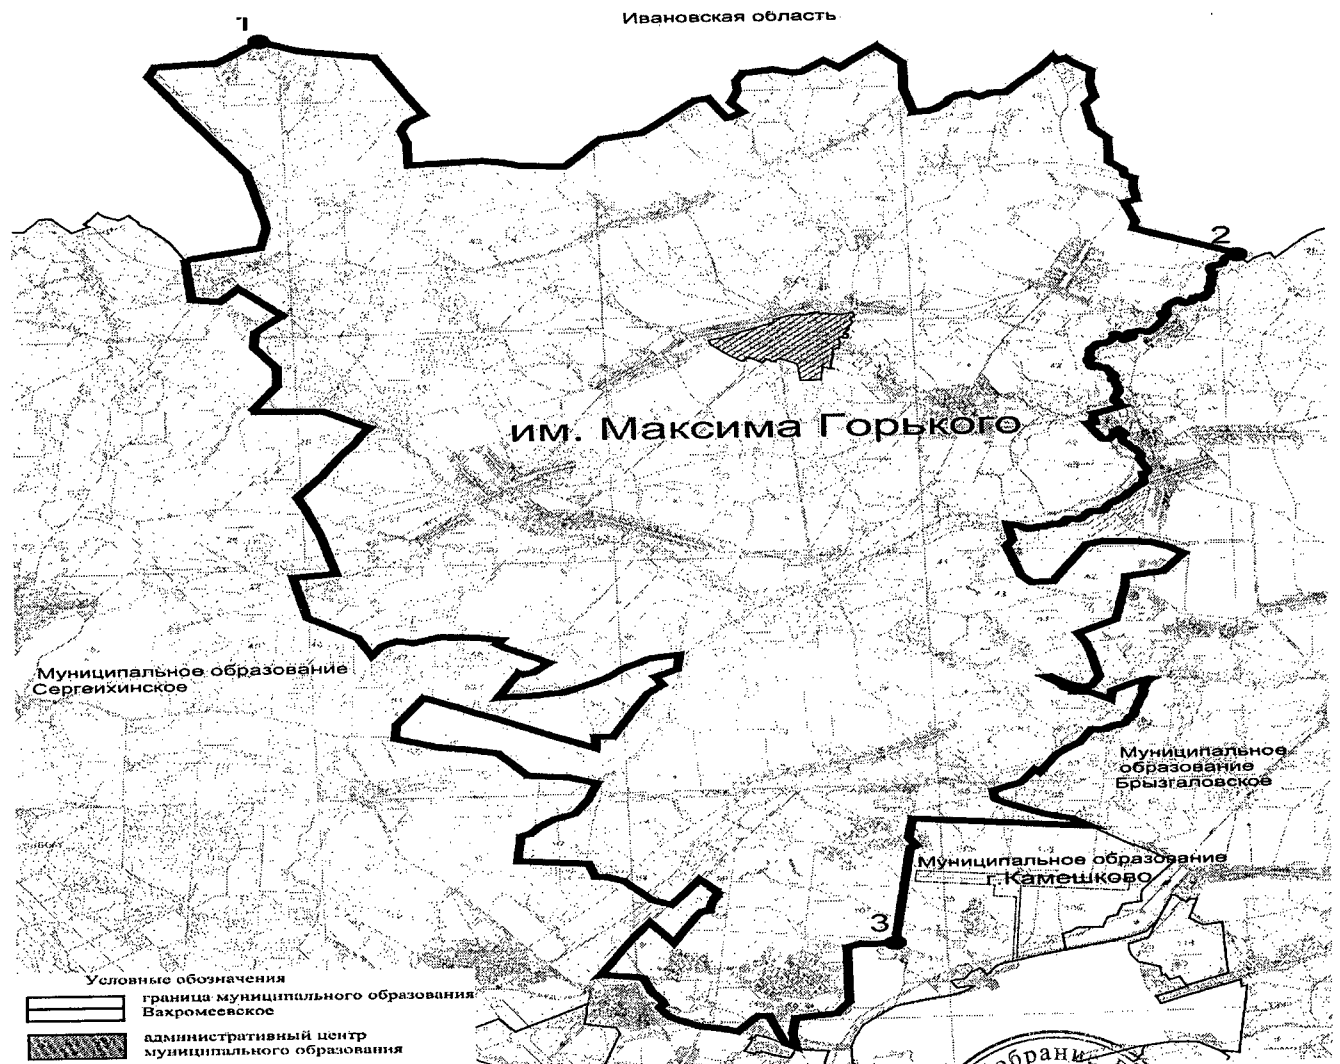 Ивановская область
1
2
им. Максима Горького
Муниципальное образование
Сергеихинское
Муниципальное
образование
Брызгаловское
Муниципальное образование
г.Камешково
3
Условные обозначения
граница муниципального образования
Вахромеевское
административный центр
муниципального образования